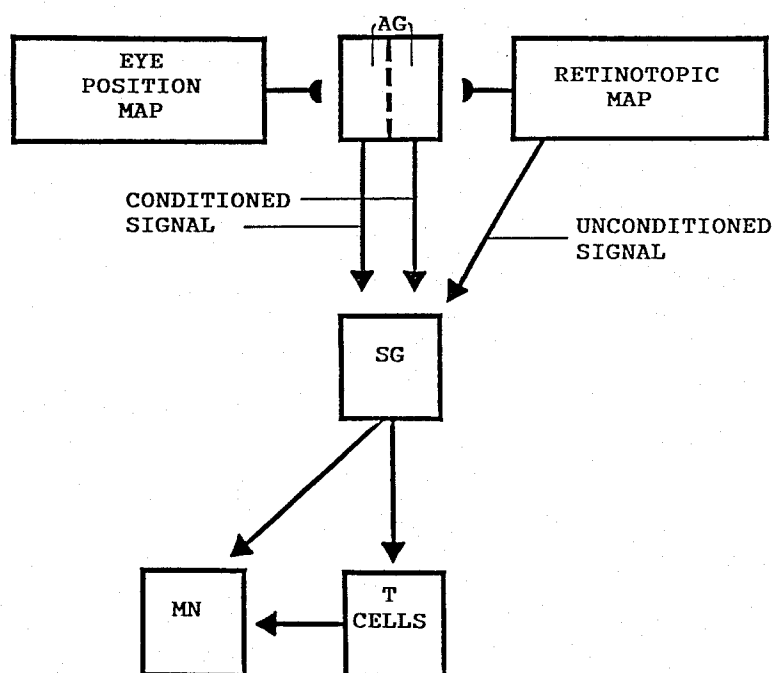 AG
EYE
POSITION
MAP
RETINOTOPIC
MAP
CONDITIONED
SIGNAL
UNCONDITIONED
SIGNAL
SG
MN
T
CELLS